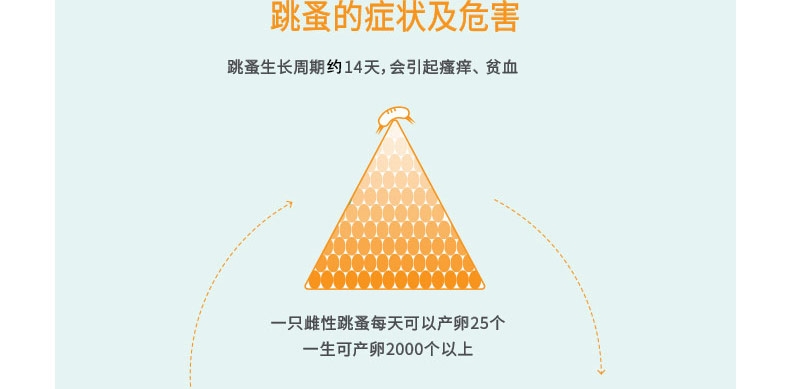 跳蚤的症状及危害
跳蚤生长周期约14天,会引起瘙痒、贫血
一只雌性跳蚤每天可以产卵25个
一生可产卵2000个以上